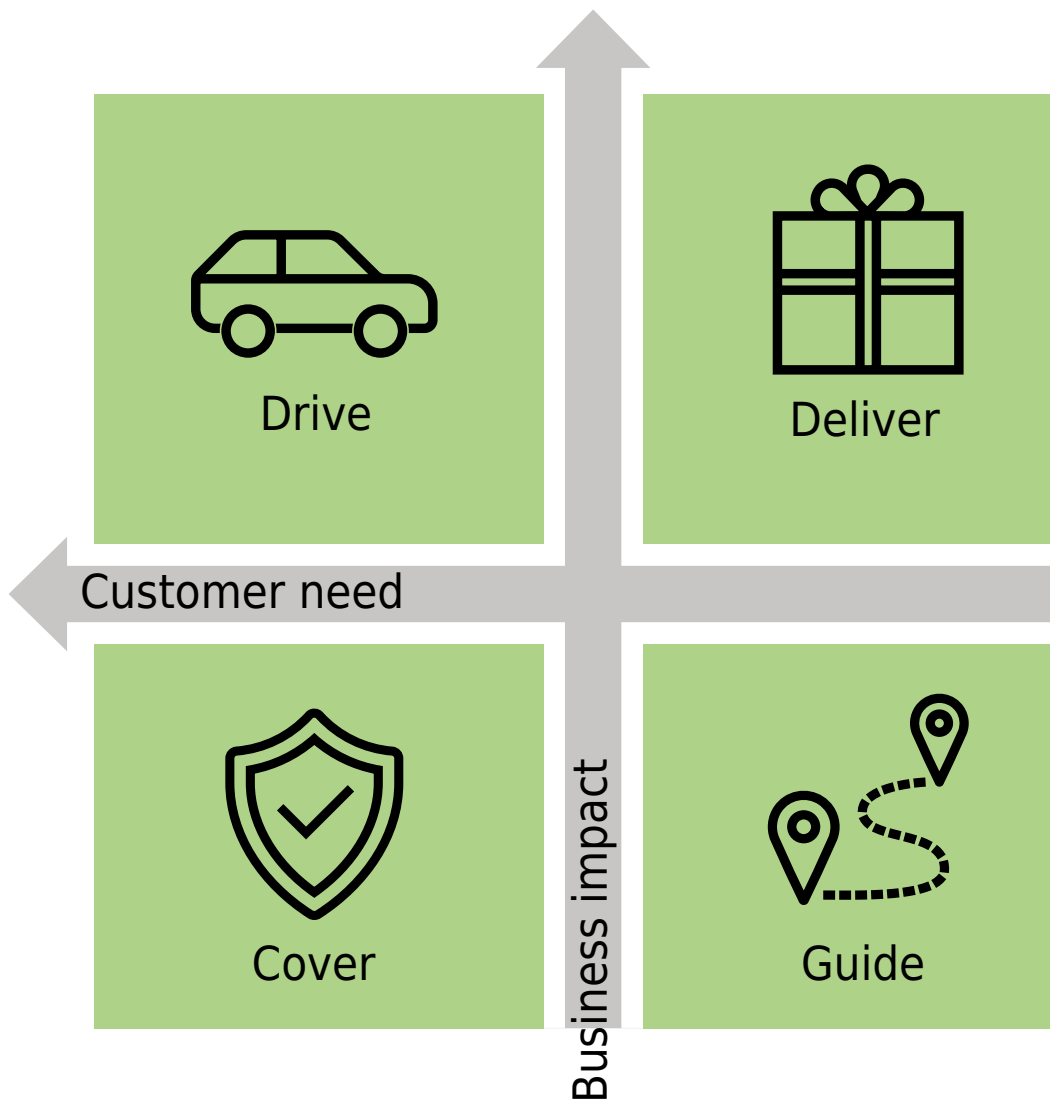 Drive
Deliver
Customer need
Business impact
Cover
Guide